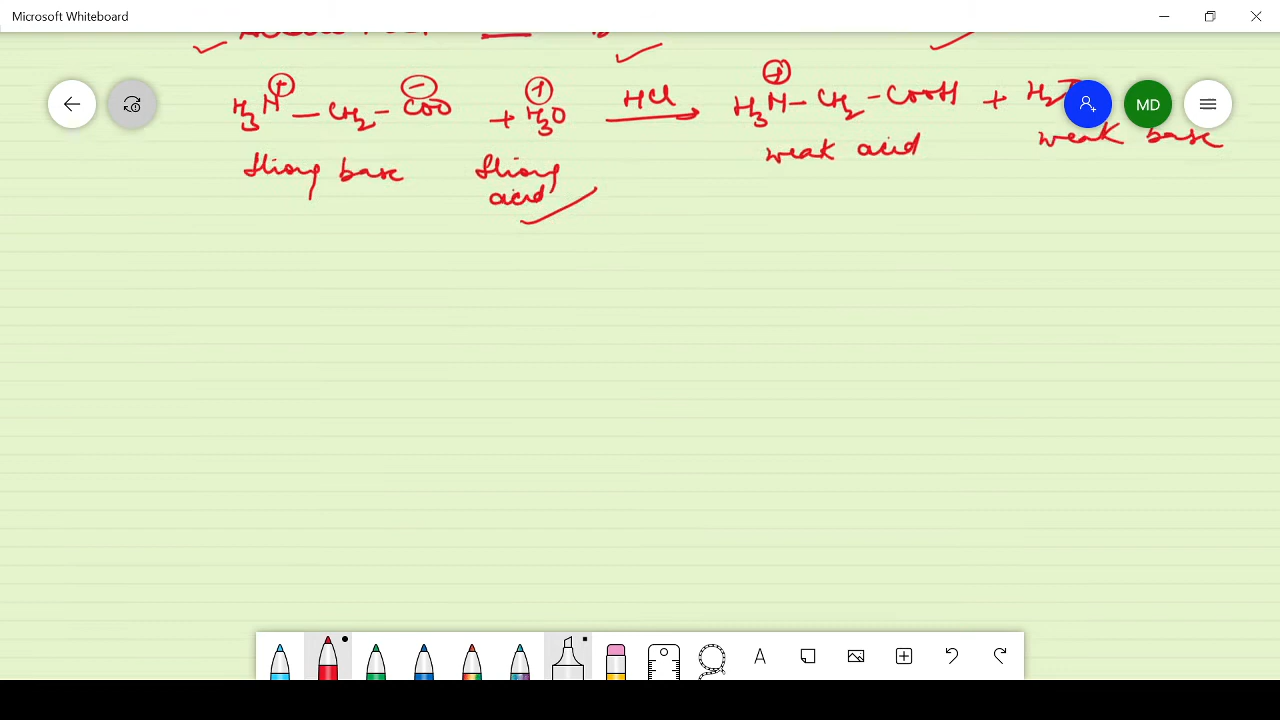 Microsoft Whiteboard
H₃N⊕ — CH₂ — COO⊖ + H₃O⊕ HCl→ H₃N⊕ — CH₂ — COOH +
Strong base Strong acid weak acid weak base
MD
A